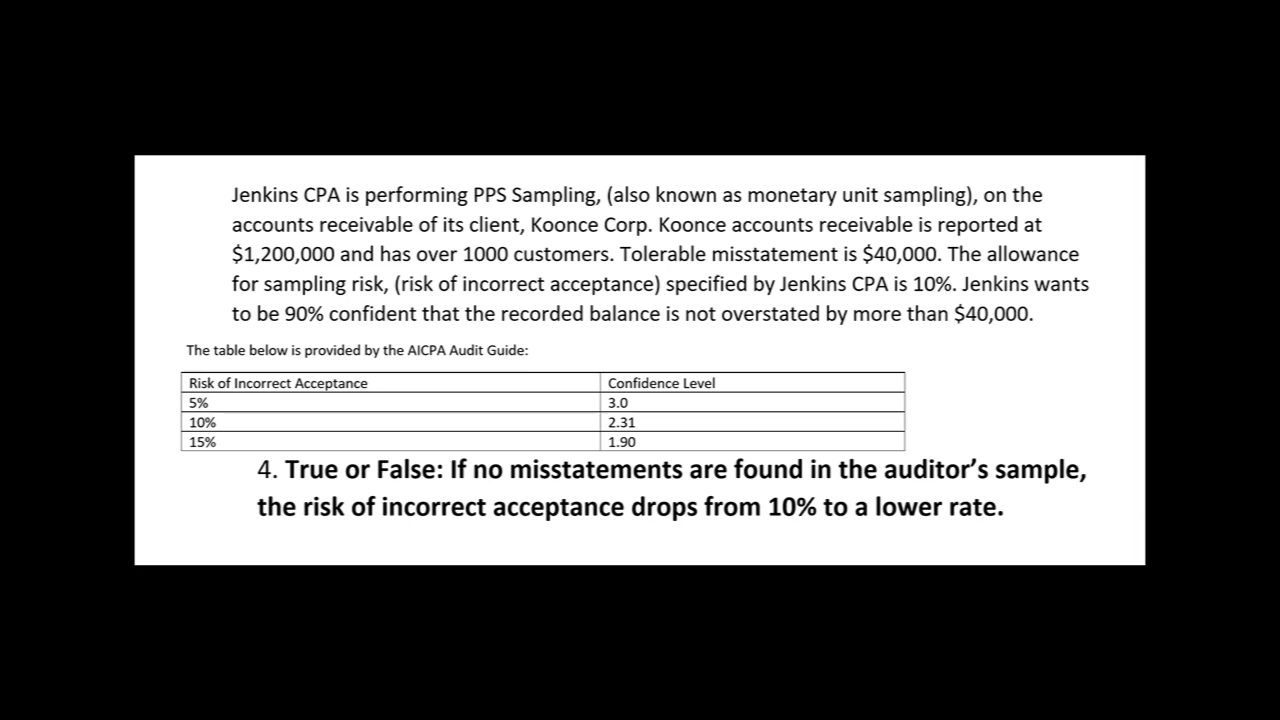 Jenkins CPA is performing PPS Sampling, (also known as monetary unit sampling), on the
accounts receivable of its client, Koonce Corp. Koonce accounts receivable is reported at
$1,200,000 and has over 1000 customers. Tolerable misstatement is $40,000. The allowance
for sampling risk, (risk of incorrect acceptance) specified by Jenkins CPA is 10%. Jenkins wants
to be 90% confident that the recorded balance is not overstated by more than $40,000.
The table below is provided by the AICPA Audit Guide:
Risk of Incorrect Acceptance Confidence Level
5% 3.0
10% 2.31
15% 1.90
4. True or False: If no misstatements are found in the auditor’s sample,
the risk of incorrect acceptance drops from 10% to a lower rate.